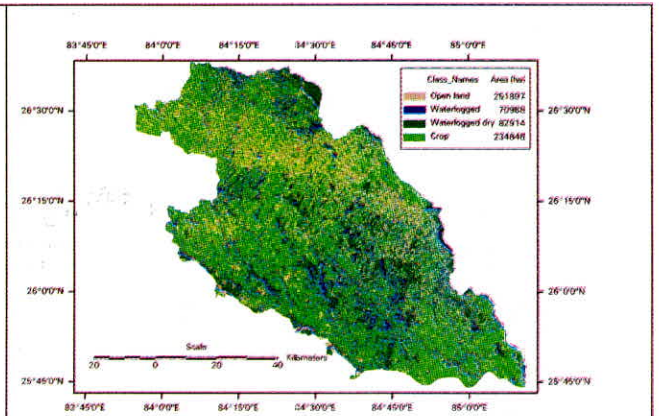 83°45'0"E 84°0'0"E 84°15'0"E 84°30'0"E 84°45'0"E 85°0'0"E
Class_Names Area (ha)
Open land 251897
Waterlogged 70968
Waterlogged dry 82914
Crop 234648
26°30'0"N 26°30'0"N
26°15'0"N 26°15'0"N
26°0'0"N 26°0'0"N
25°45'0"N 25°45'0"N
Scale
20 0 20 40 Kilometers
83°45'0"E 84°0'0"E 84°15'0"E 84°30'0"E 84°45'0"E 85°0'0"E